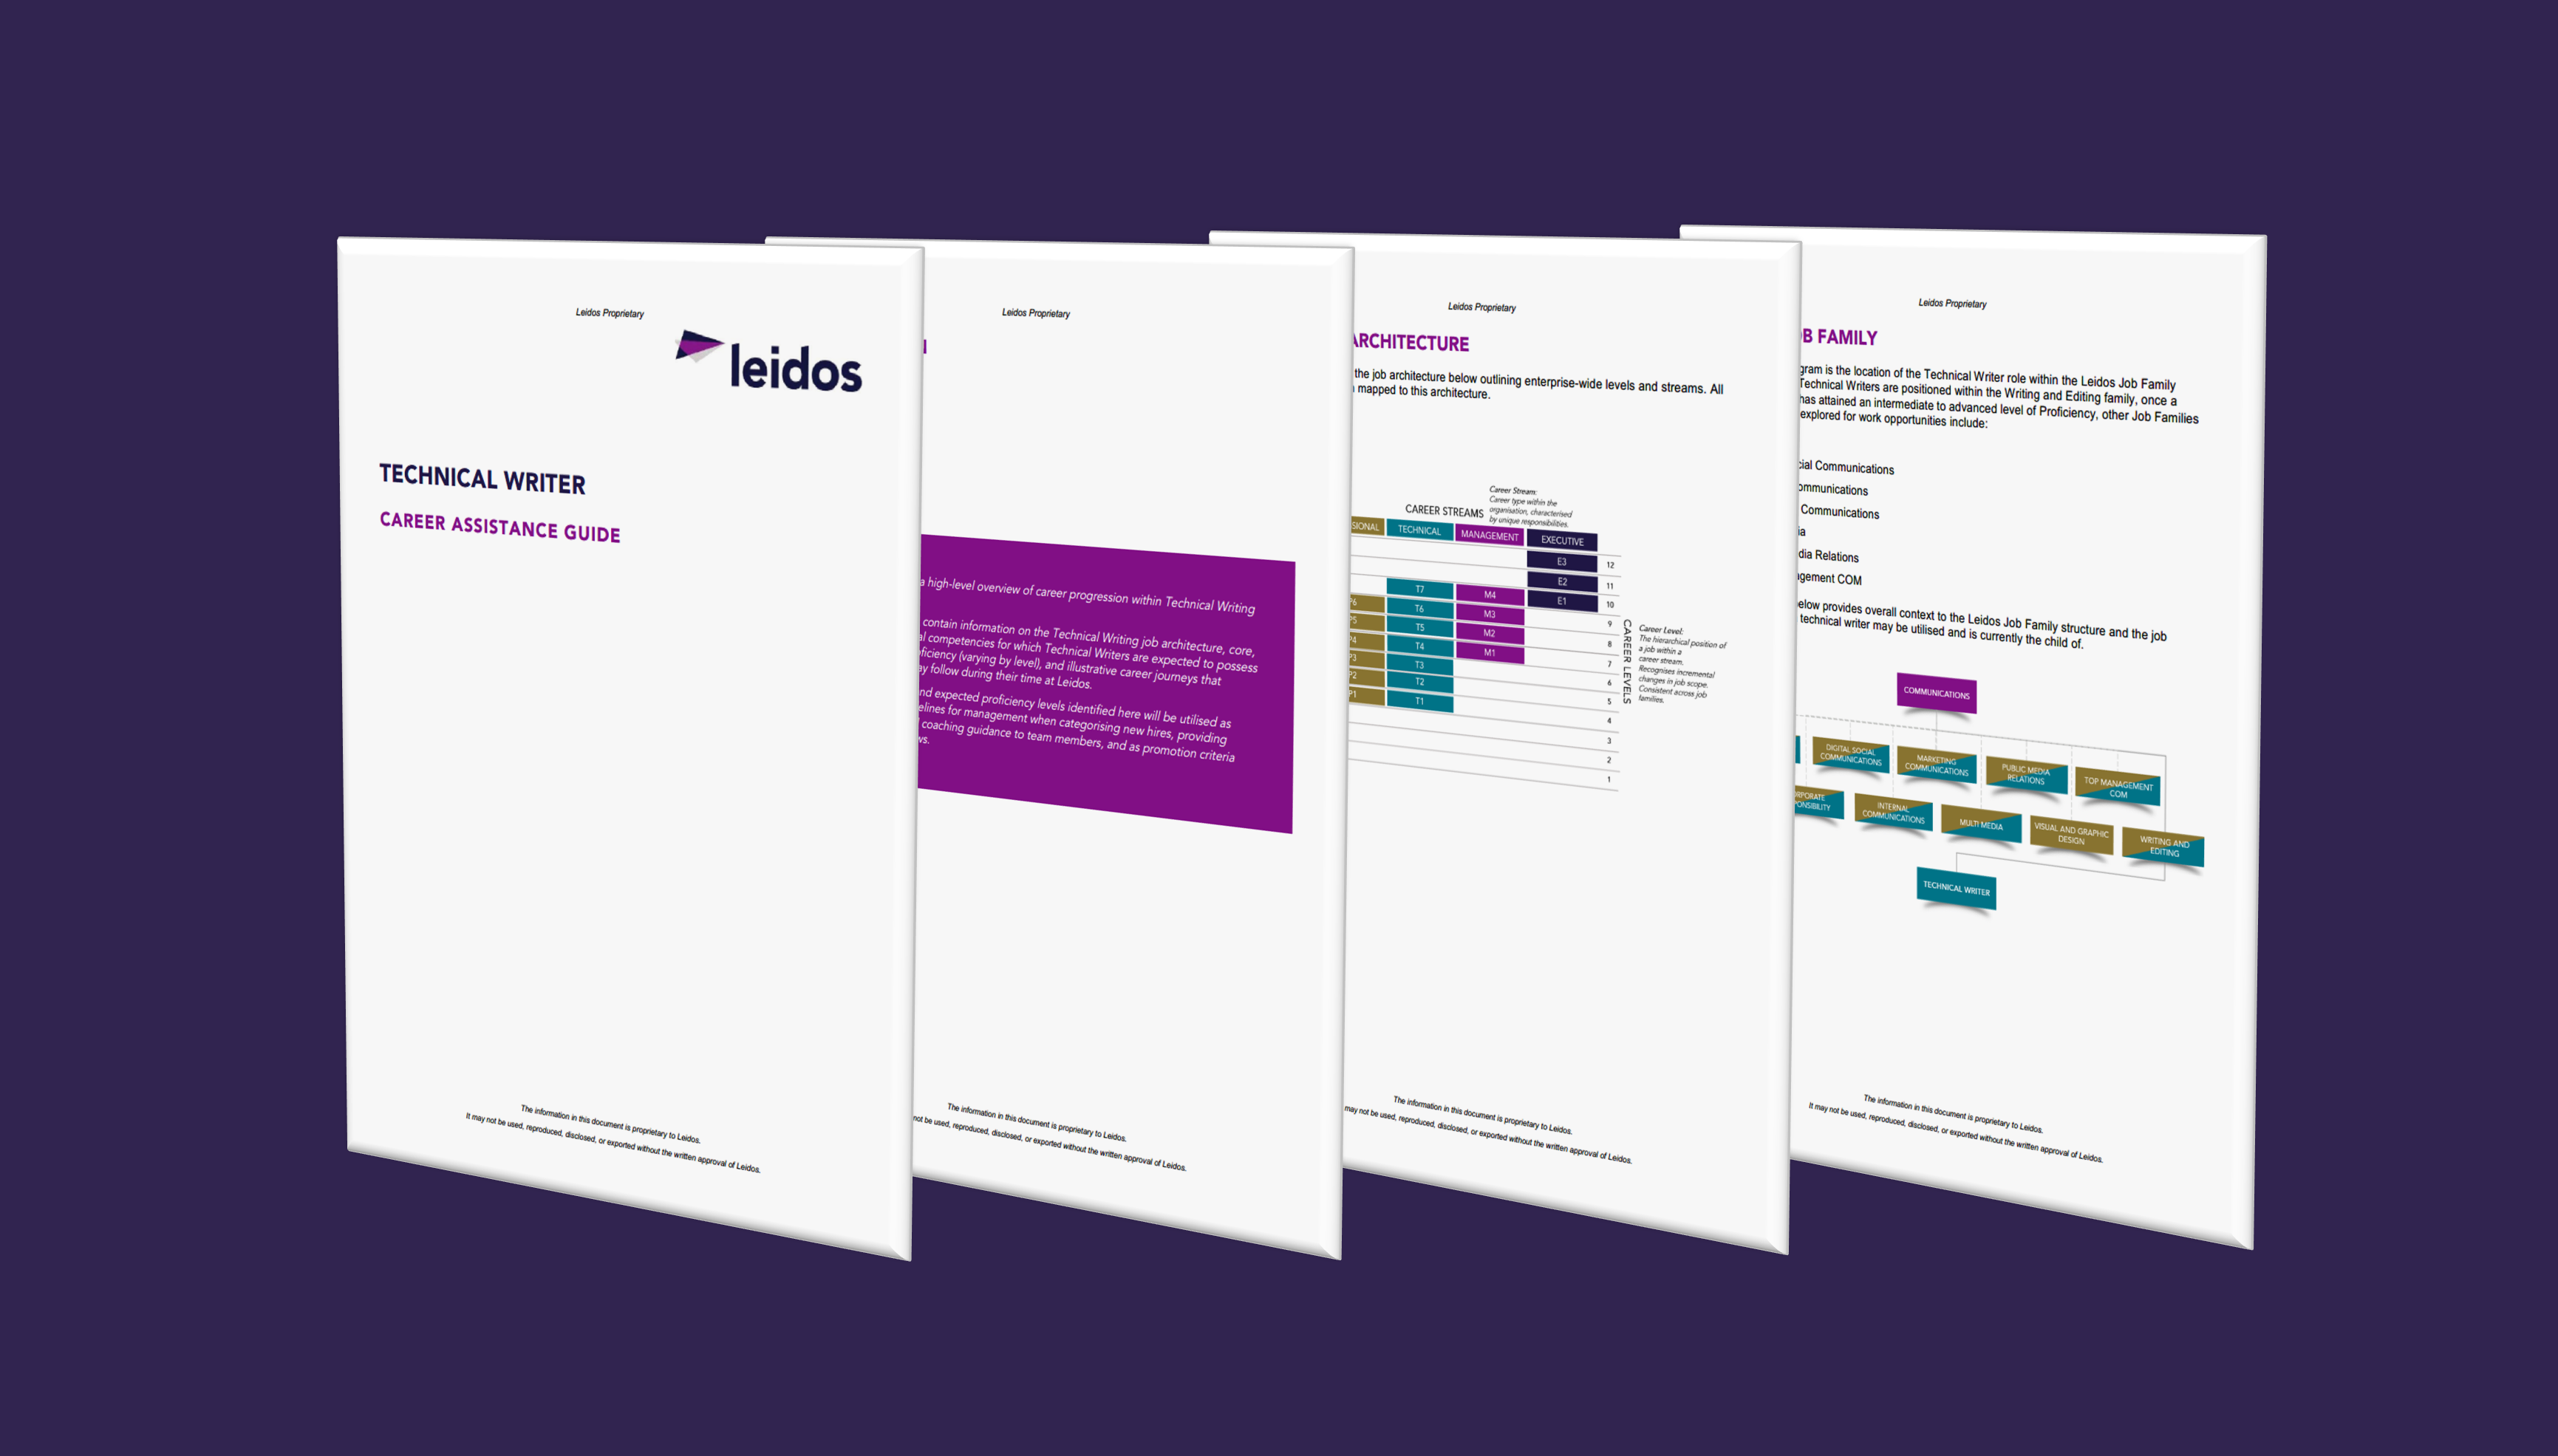 Leidos Proprietary
leidos
TECHNICAL WRITER
CAREER ASSISTANCE GUIDE
The information in this document is proprietary to Leidos.
It may not be used, reproduced, disclosed, or exported without the written approval of Leidos.
Leidos Proprietary
a high-level overview of career progression within Technical Writing
contain information on the Technical Writing job architecture, core,
competencies for which Technical Writers are expected to possess
(varying by level), and illustrative career journeys that
follow during their time at Leidos.
and expected proficiency levels identified here will be utilised as
for management when categorising new hires, providing
coaching guidance to team members, and as promotion criteria
The information in this document is proprietary to Leidos.
not be used, reproduced, disclosed, or exported without the written approval of Leidos.
Leidos Proprietary
ARCHITECTURE
the job architecture below outlining enterprise-wide levels and streams. All
mapped to this architecture.
Career Stream:
Career type within the
organisation, characterised
by unique responsibilities.
CAREER STREAMS
SIONAL TECHNICAL MANAGEMENT EXECUTIVE
E3 12
E2 11
T7 M4 E1 10
P6 T6 M3 9
P5 T5 M2 8
P4 T4 M1 7
P3 T3 6
P2 T2 5
P1 T1 4
3
2
1
CAREER LEVELS
Career Level:
The hierarchical position of
a job within a
career stream.
Recognises incremental
changes in job scope.
Consistent across job
families.
The information in this document is proprietary to Leidos.
may not be used, reproduced, disclosed, or exported without the written approval of Leidos.
Leidos Proprietary
OB FAMILY
gram is the location of the Technical Writer role within the Leidos Job Family
Technical Writers are positioned within the Writing and Editing family, once a
has attained an intermediate to advanced level of Proficiency, other Job Families
explored for work opportunities include:
cial Communications
ommunications
Communications
ia
dia Relations
agement COM
elow provides overall context to the Leidos Job Family structure and the job
technical writer may be utilised and is currently the child of.
COMMUNICATIONS
DIGITAL SOCIAL
COMMUNICATIONS
MARKETING
COMMUNICATIONS
PUBLIC MEDIA
RELATIONS
TOP MANAGEMENT
COM
ORPORATE
PONSIBILITY
INTERNAL
COMMUNICATIONS
MULTI MEDIA
VISUAL AND GRAPHIC
DESIGN
WRITING AND
EDITING
TECHNICAL WRITER
The information in this document is proprietary to Leidos.
It may not be used, reproduced, disclosed, or exported without the written approval of Leidos.